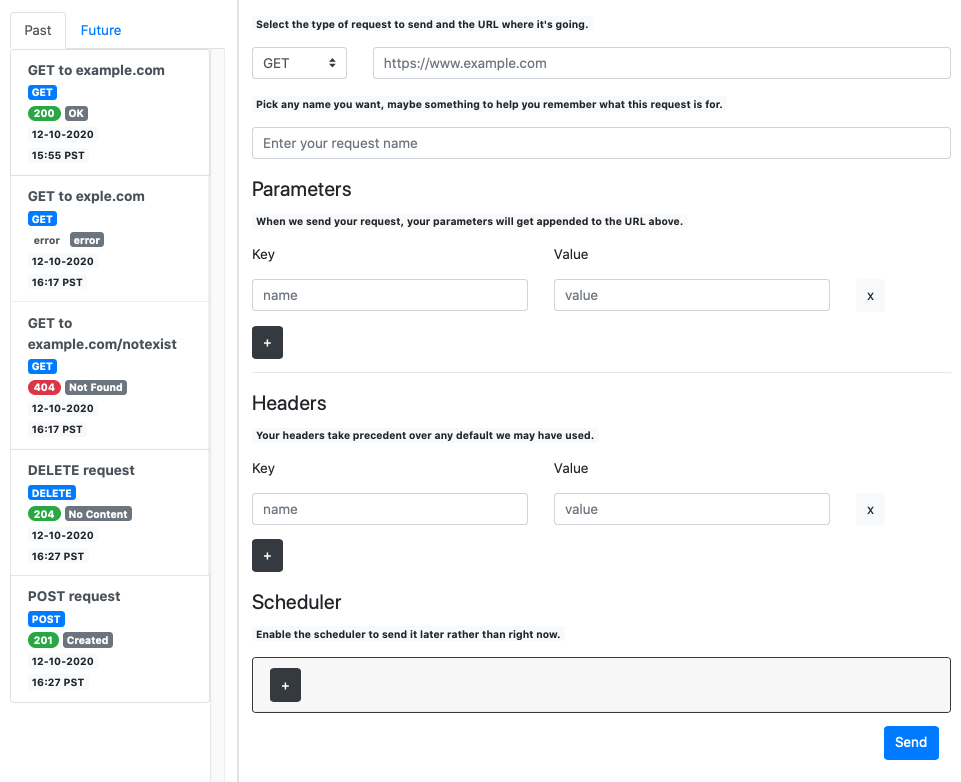 Past Future
GET to example.com
GET
200 OK
12-10-2020
15:55 PST
GET to exple.com
GET
error error
12-10-2020
16:17 PST
GET to
example.com/notexist
GET
404 Not Found
12-10-2020
16:17 PST
DELETE request
DELETE
204 No Content
12-10-2020
16:27 PST
POST request
POST
201 Created
12-10-2020
16:27 PST
Select the type of request to send and the URL where it's going.
GET https://www.example.com
Pick any name you want, maybe something to help you remember what this request is for.
Enter your request name
Parameters
When we send your request, your parameters will get appended to the URL above.
Key Value
name value x
+
Headers
Your headers take precedent over any default we may have used.
Key Value
name value x
+
Scheduler
Enable the scheduler to send it later rather than right now.
+
Send